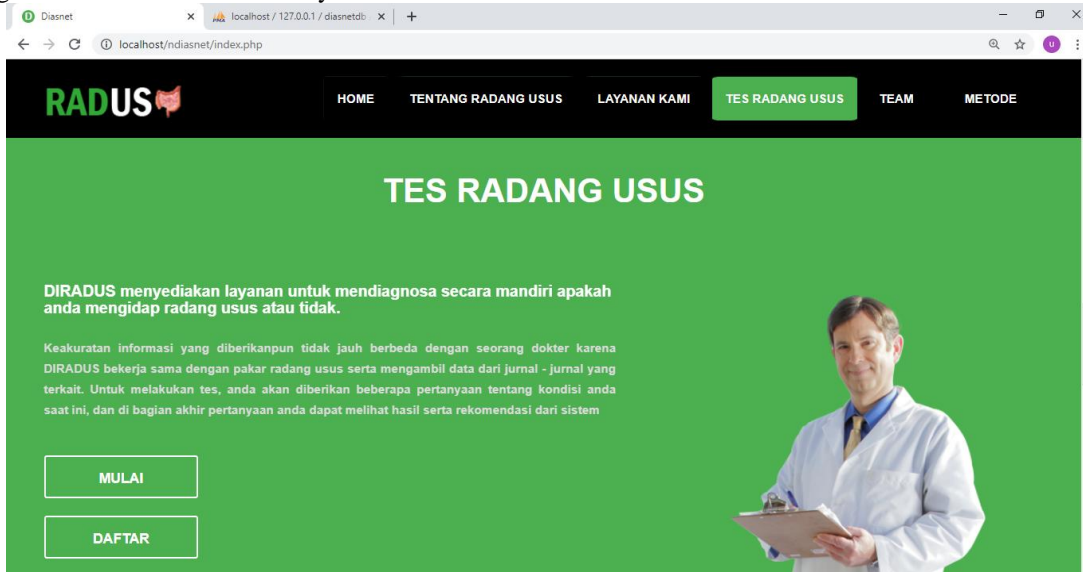 Diasnet
localhost / 127.0.0.1 / diasnetdb
localhost/ndiasnet/index.php
RADUS
HOME TENTANG RADANG USUS LAYANAN KAMI TES RADANG USUS TEAM METODE
TES RADANG USUS
DIRADUS menyediakan layanan untuk mendiagnosa secara mandiri apakah
anda mengidap radang usus atau tidak.
Keakuratan informasi yang diberikanpun tidak jauh berbeda dengan seorang dokter karena
DIRADUS bekerja sama dengan pakar radang usus serta mengambil data dari jurnal - jurnal yang
terkait. Untuk melakukan tes, anda akan diberikan beberapa pertanyaan tentang kondisi anda
saat ini, dan di bagian akhir pertanyaan anda dapat melihat hasil serta rekomendasi dari sistem
MULAI
DAFTAR